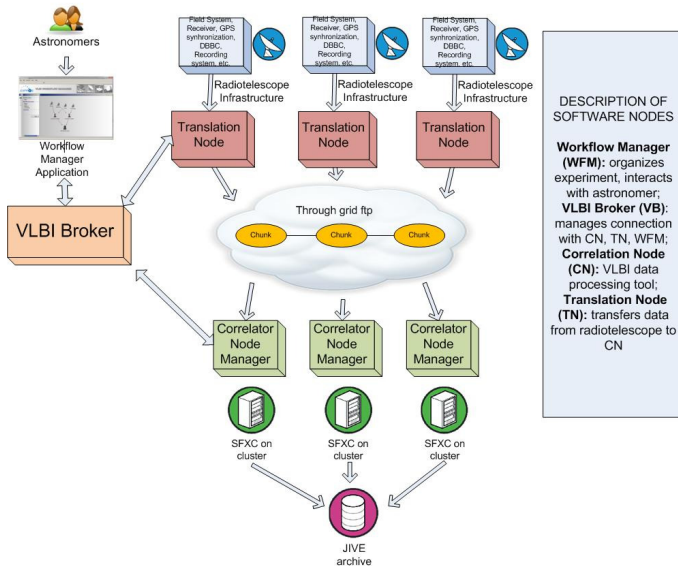 Astronomers
Workflow
Manager
Application
VLBI Broker
Field System,
Receiver, GPS
synhronization,
DBBC,
Recording
system, etc.
Field System,
Receiver, GPS
synhronization,
DBBC,
Recording
system, etc.
Field System,
Receiver, GPS
synhronization,
DBBC,
Recording
system, etc.
Radiotelescope
Infrastructure
Radiotelescope
Infrastructure
Radiotelescope
Infrastructure
Translation
Node
Translation
Node
Translation
Node
Through grid ftp
Chunk
Chunk
Chunk
Correlator
Node
Manager
Correlator
Node
Manager
Correlator
Node
Manager
SFXC on
cluster
SFXC on
cluster
SFXC on
cluster
JIVE
archive
DESCRIPTION OF
SOFTWARE NODES
Workflow Manager
(WFM): organizes
experiment, interacts
with astronomer;
VLBI Broker (VB):
manages connection
with CN, TN, WFM;
Correlation Node
(CN): VLBI data
processing tool;
Translation Node
(TN): transfers data
from radiotelescope to
CN